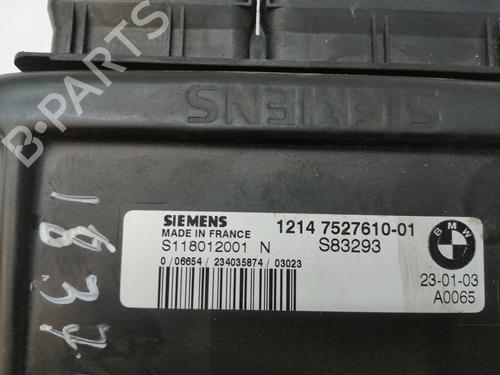 SIEMENS
SIEMENS
MADE IN FRANCE
1214 7527610-01
S118012001 N
S83293
0 / 06654 / 234035874 / 03023
BMW
23-01-03
A0065
1837
B-PARTS